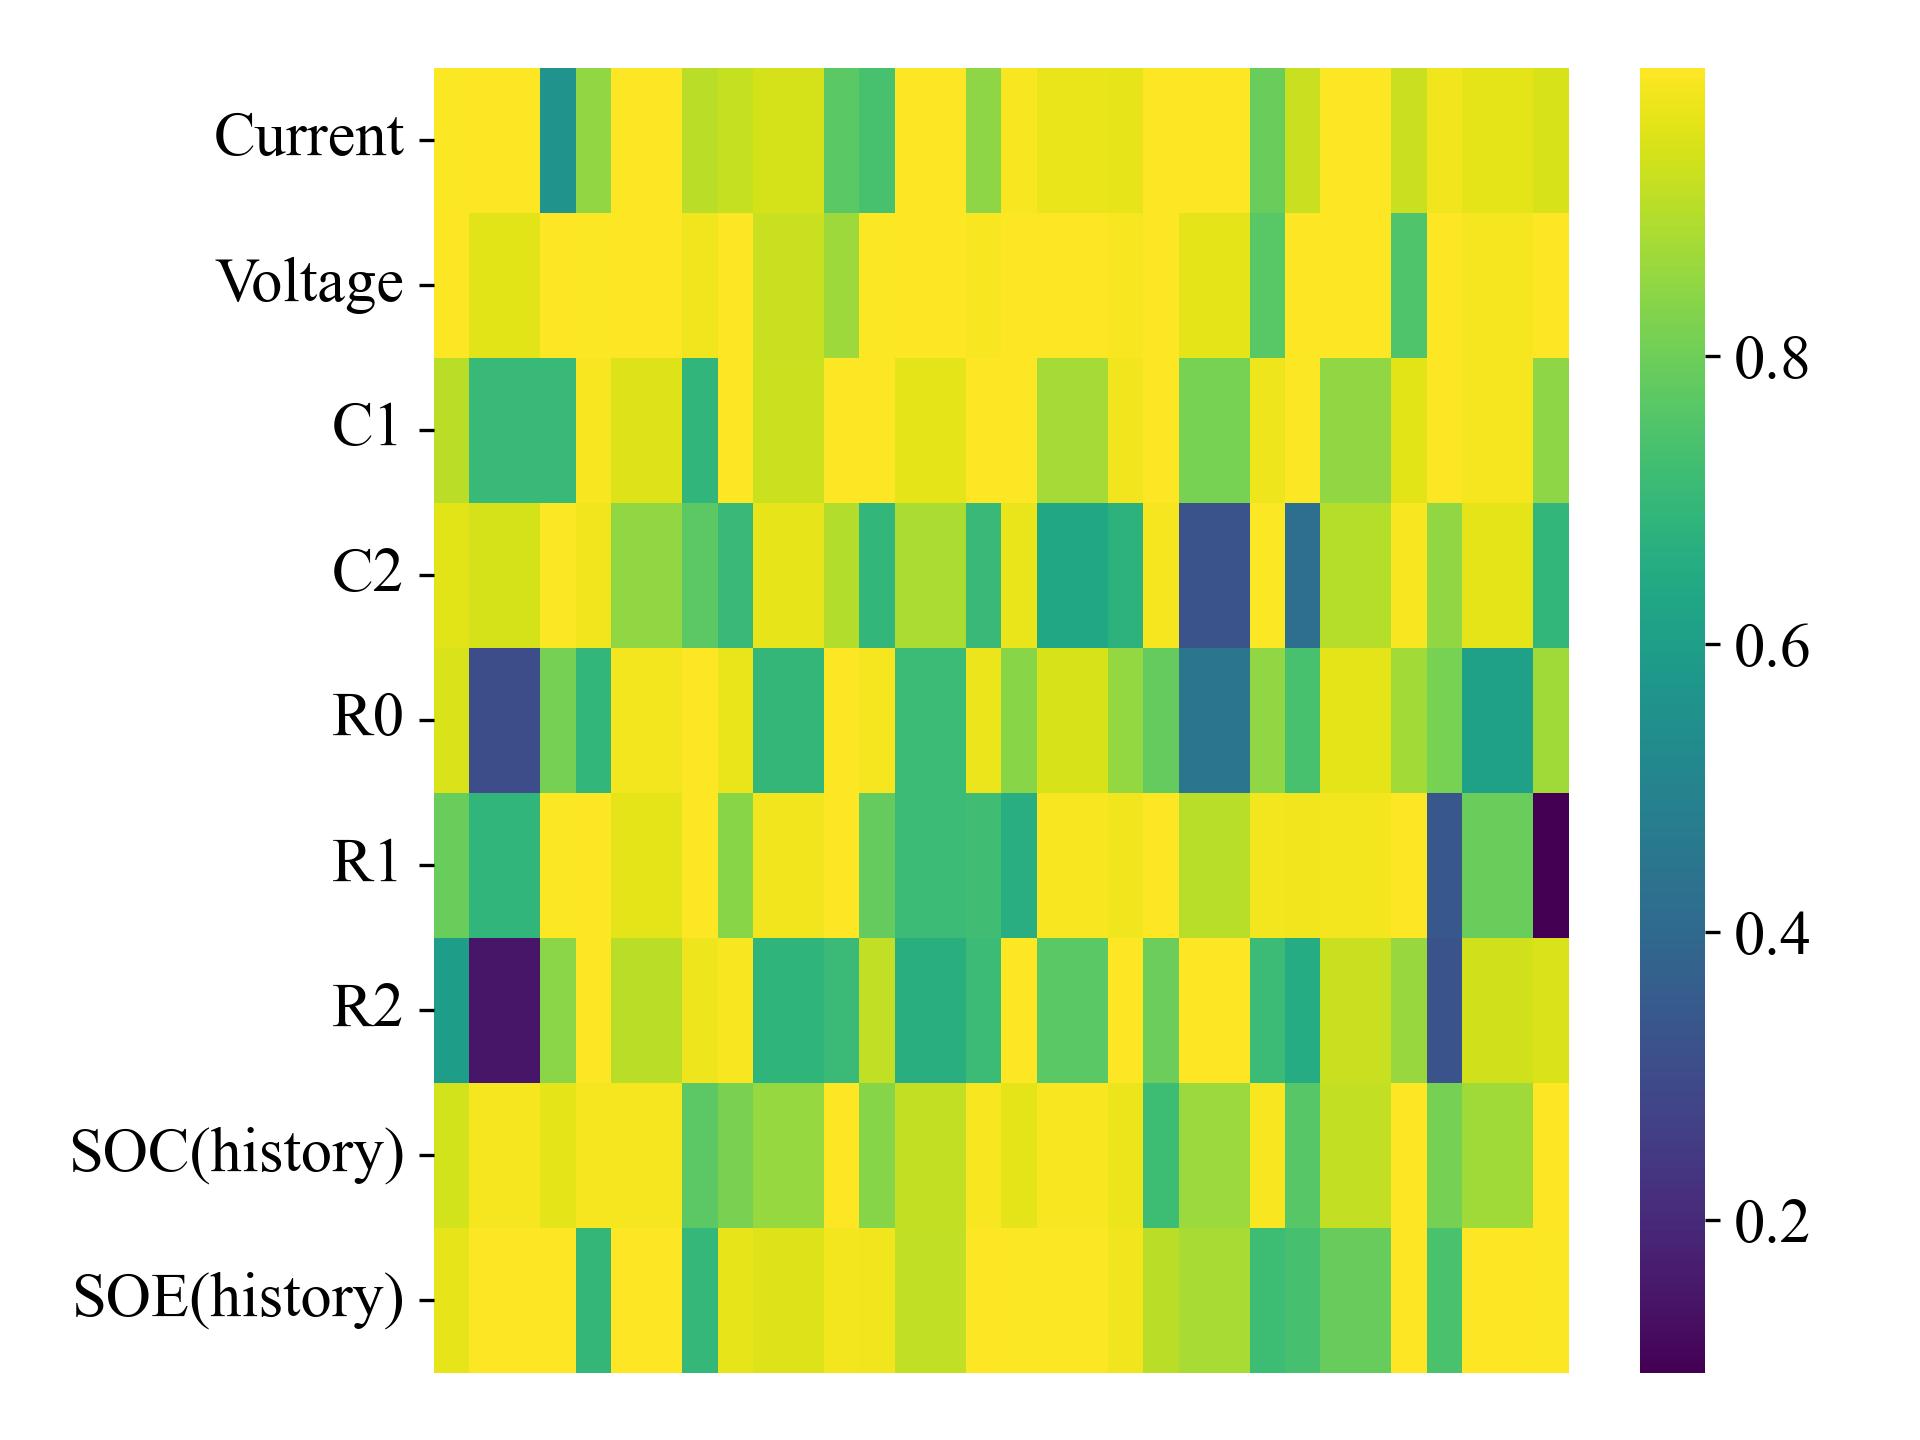 Current
Voltage
C1
C2
R0
R1
R2
SOC(history)
SOE(history)
0.8
0.6
0.4
0.2